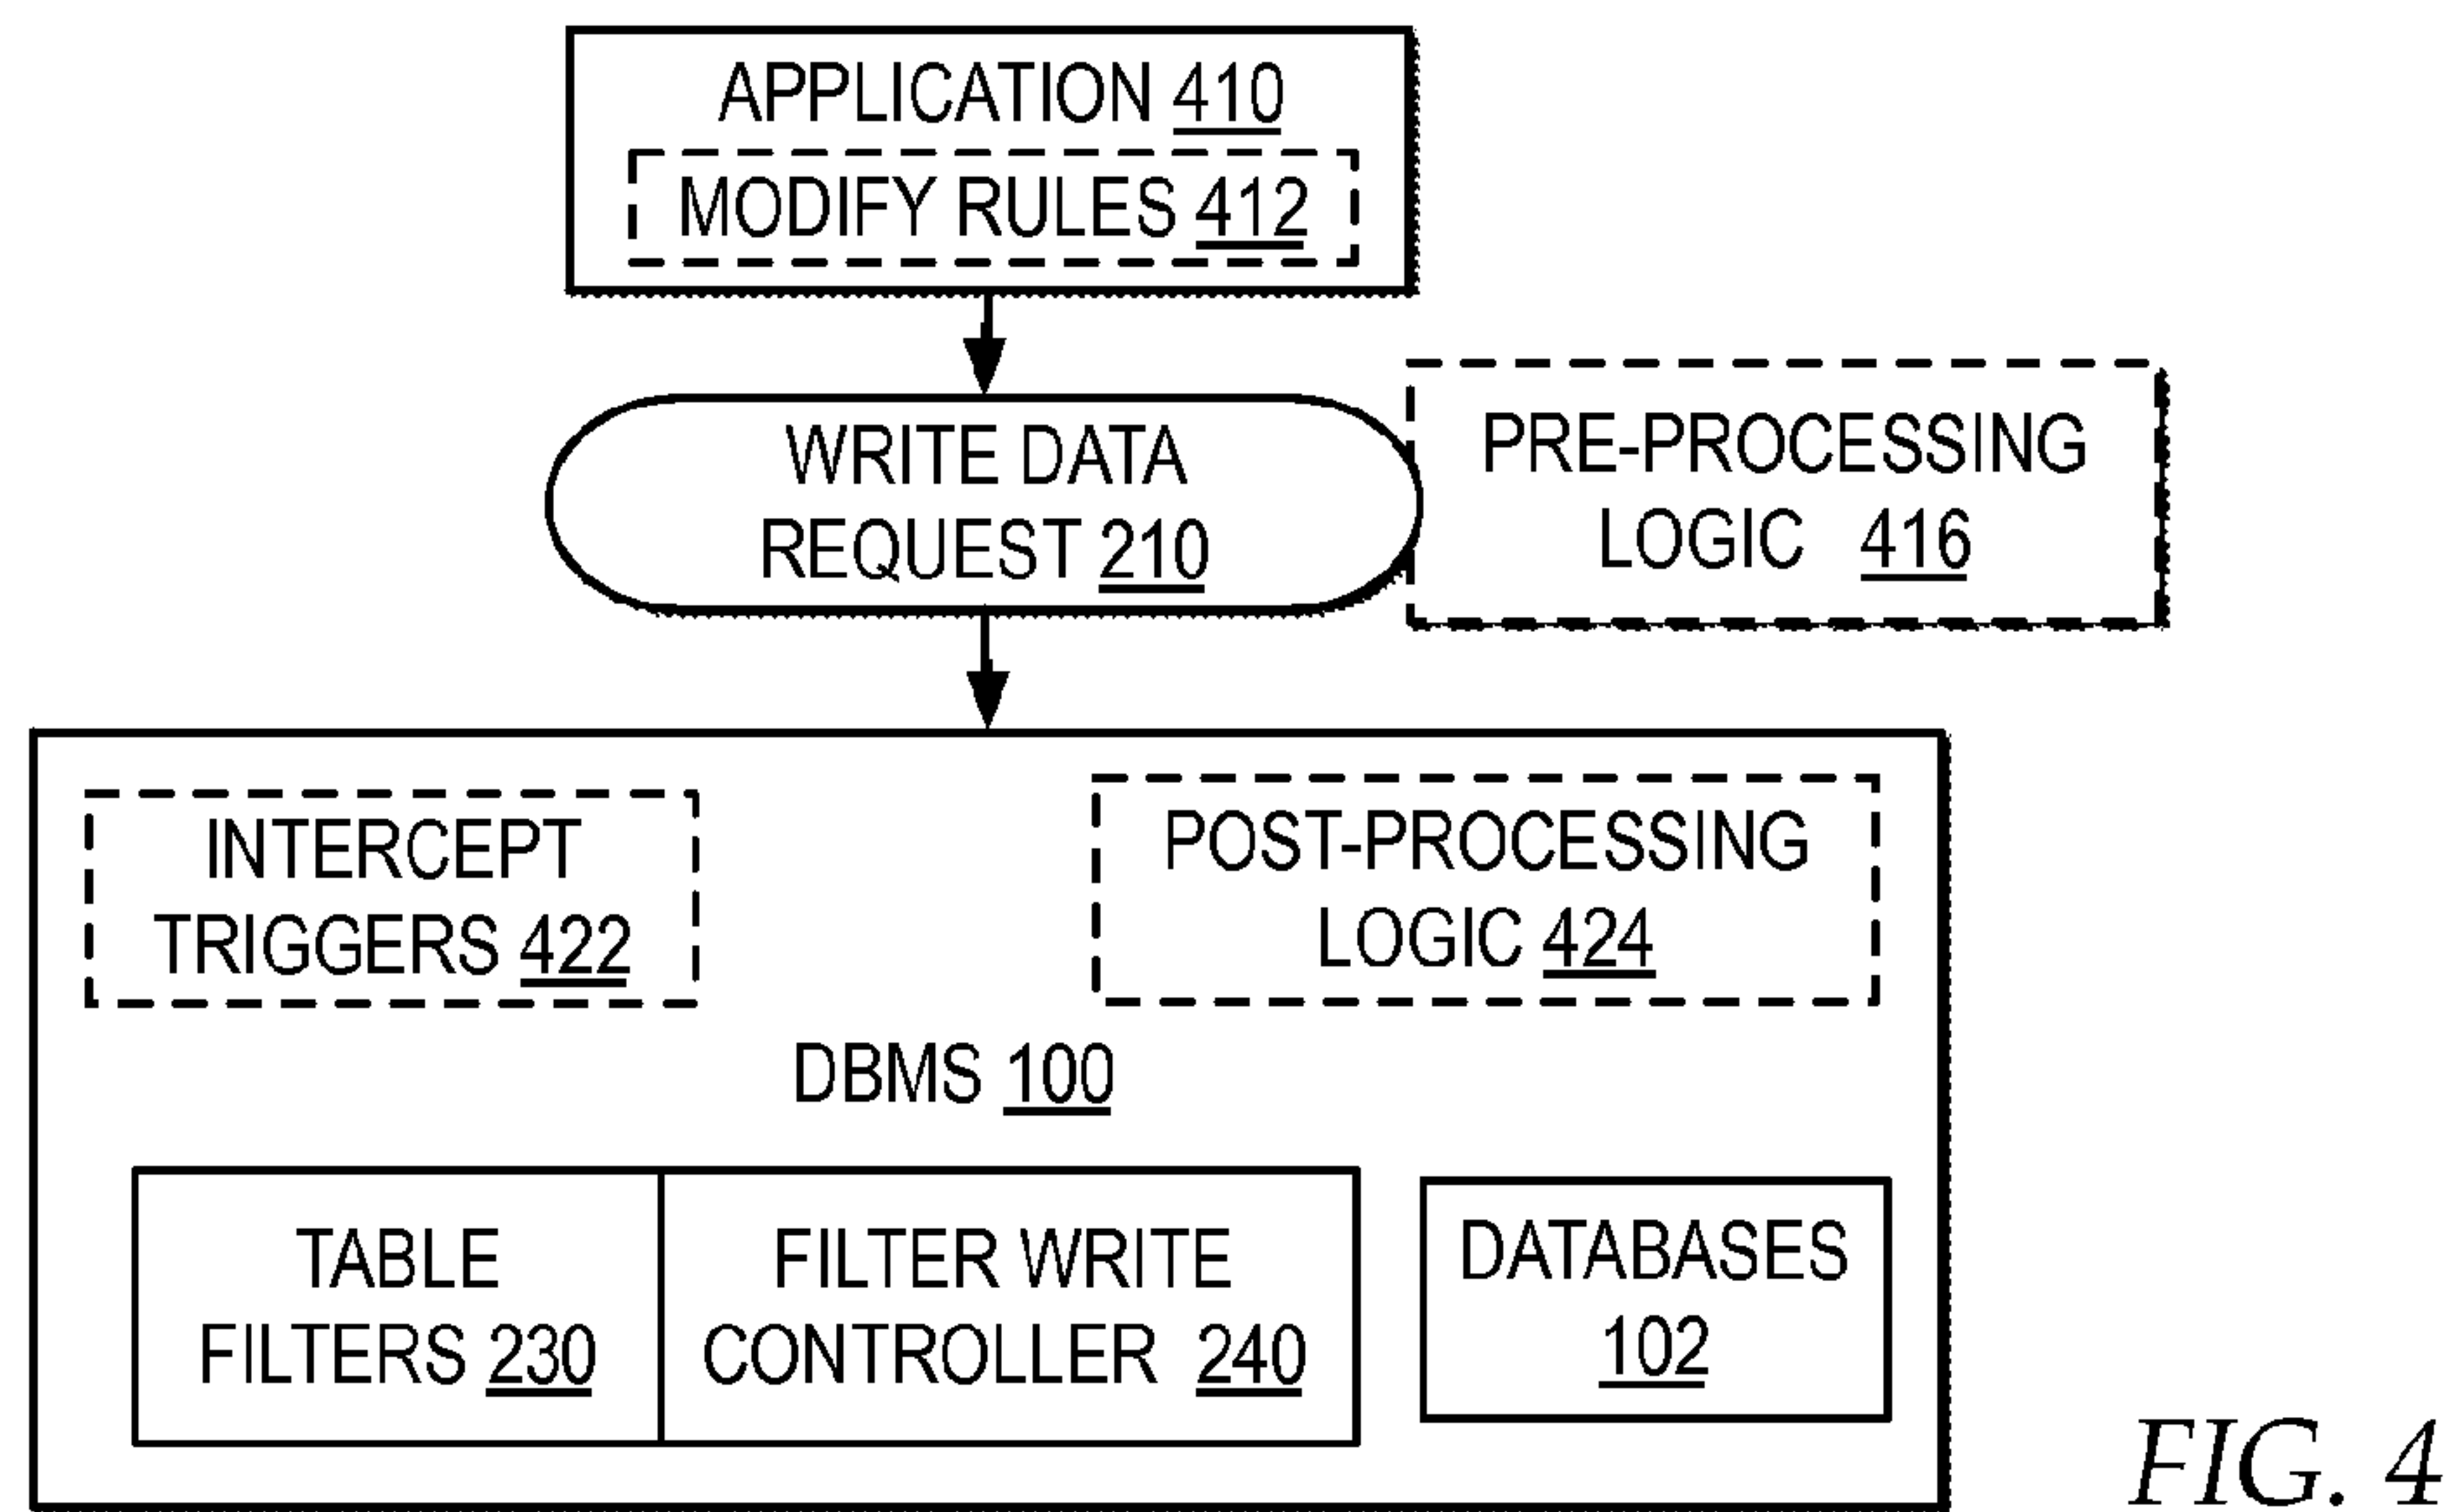 APPLICATION 410
MODIFY RULES 412
WRITE DATA
REQUEST 210
PRE-PROCESSING
LOGIC 416
INTERCEPT
TRIGGERS 422
POST-PROCESSING
LOGIC 424
DBMS 100
TABLE
FILTERS 230
FILTER WRITE
CONTROLLER 240
DATABASES
102
FIG. 4